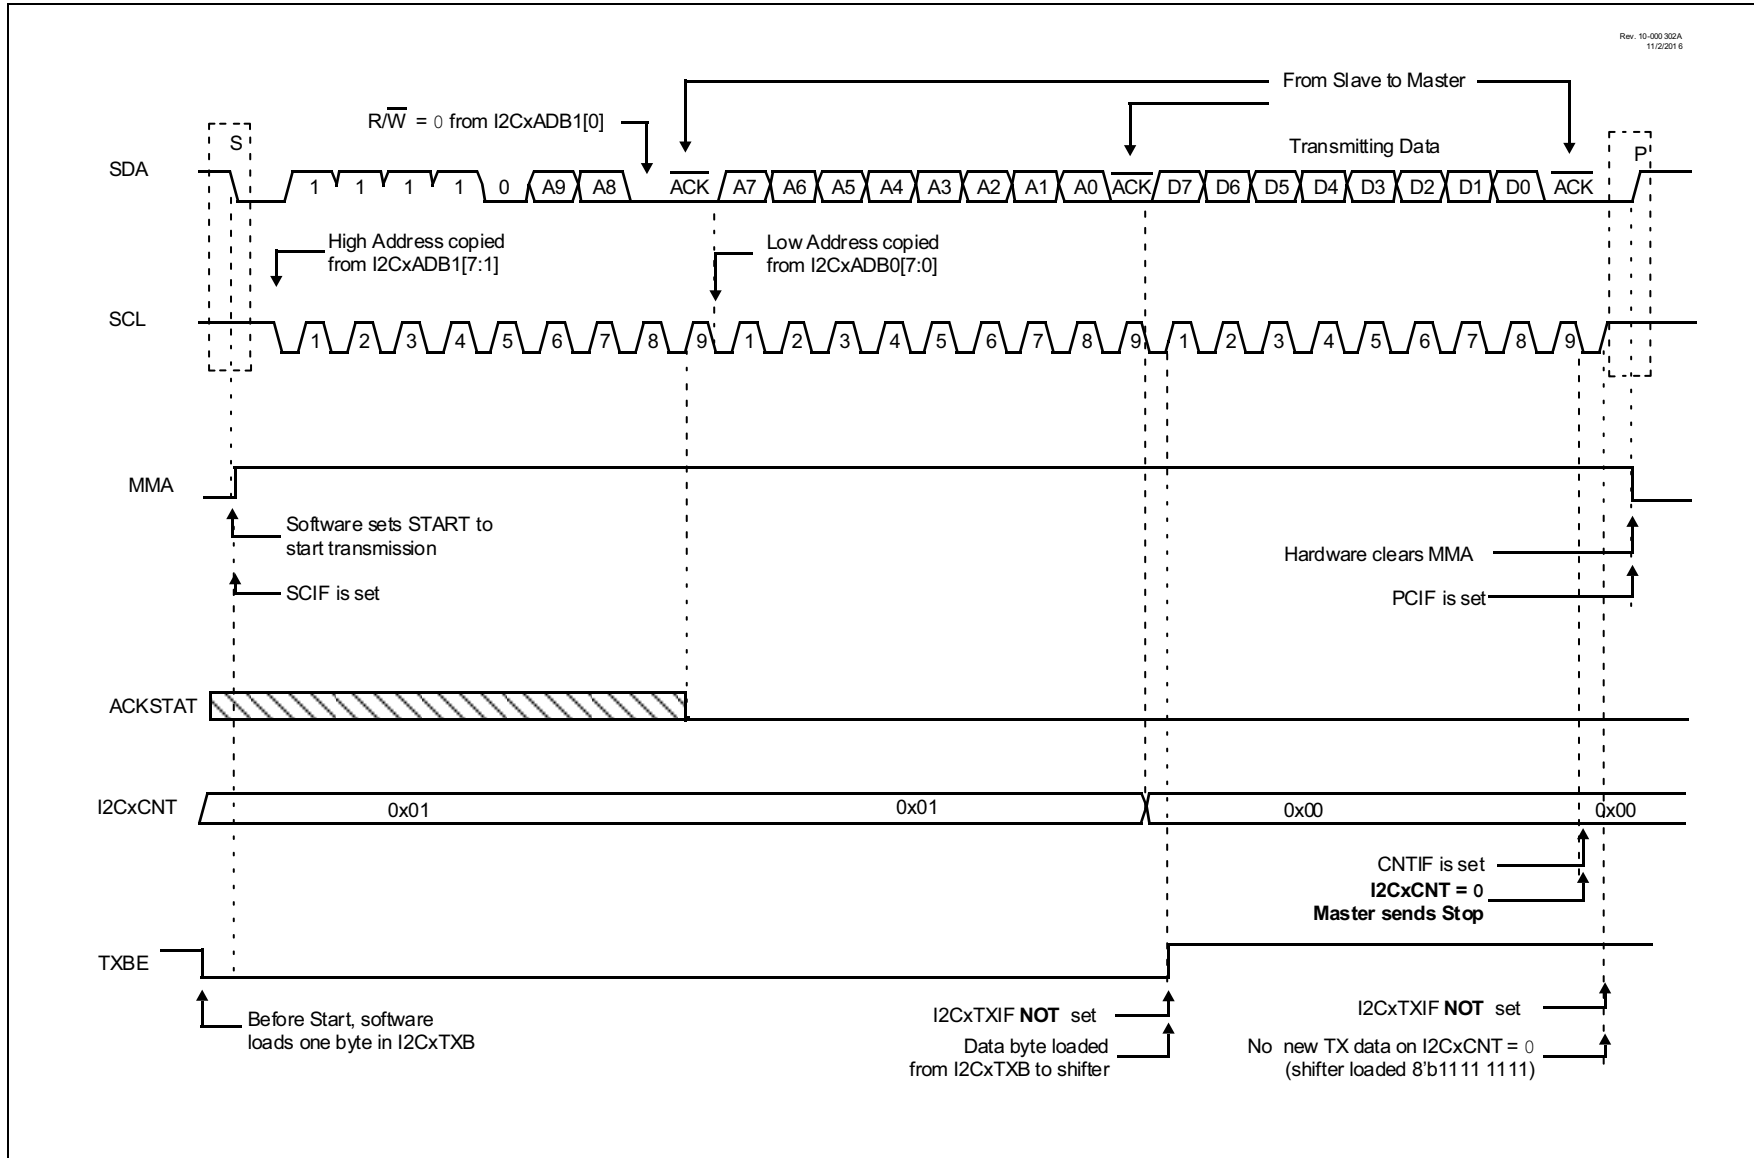 Rev. 10-000302A
11/2/2016
From Slave to Master
R/W = 0 from I2CxADB1[0]
S
Transmitting Data
P
SDA
1 1 1 1 0 A9 A8 ACK A7 A6 A5 A4 A3 A2 A1 A0 ACK D7 D6 D5 D4 D3 D2 D1 D0 ACK
High Address copied
from I2CxADB1[7:1]
Low Address copied
from I2CxADB0[7:0]
SCL
1 2 3 4 5 6 7 8 9 1 2 3 4 5 6 7 8 9 1 2 3 4 5 6 7 8 9
MMA
Software sets START to
start transmission
Hardware clears MMA
SCIF is set
PCIF is set
ACKSTAT
I2CxCNT
0x01 0x01 0x00 0x00
CNTIF is set
I2CxCNT = 0
Master sends Stop
TXBE
Before Start, software
loads one byte in I2CxTXB
I2CxTXIF NOT set
Data byte loaded
from I2CxTXB to shifter
I2CxTXIF NOT set
No new TX data on I2CxCNT = 0
(shifter loaded 8'b1111 1111)